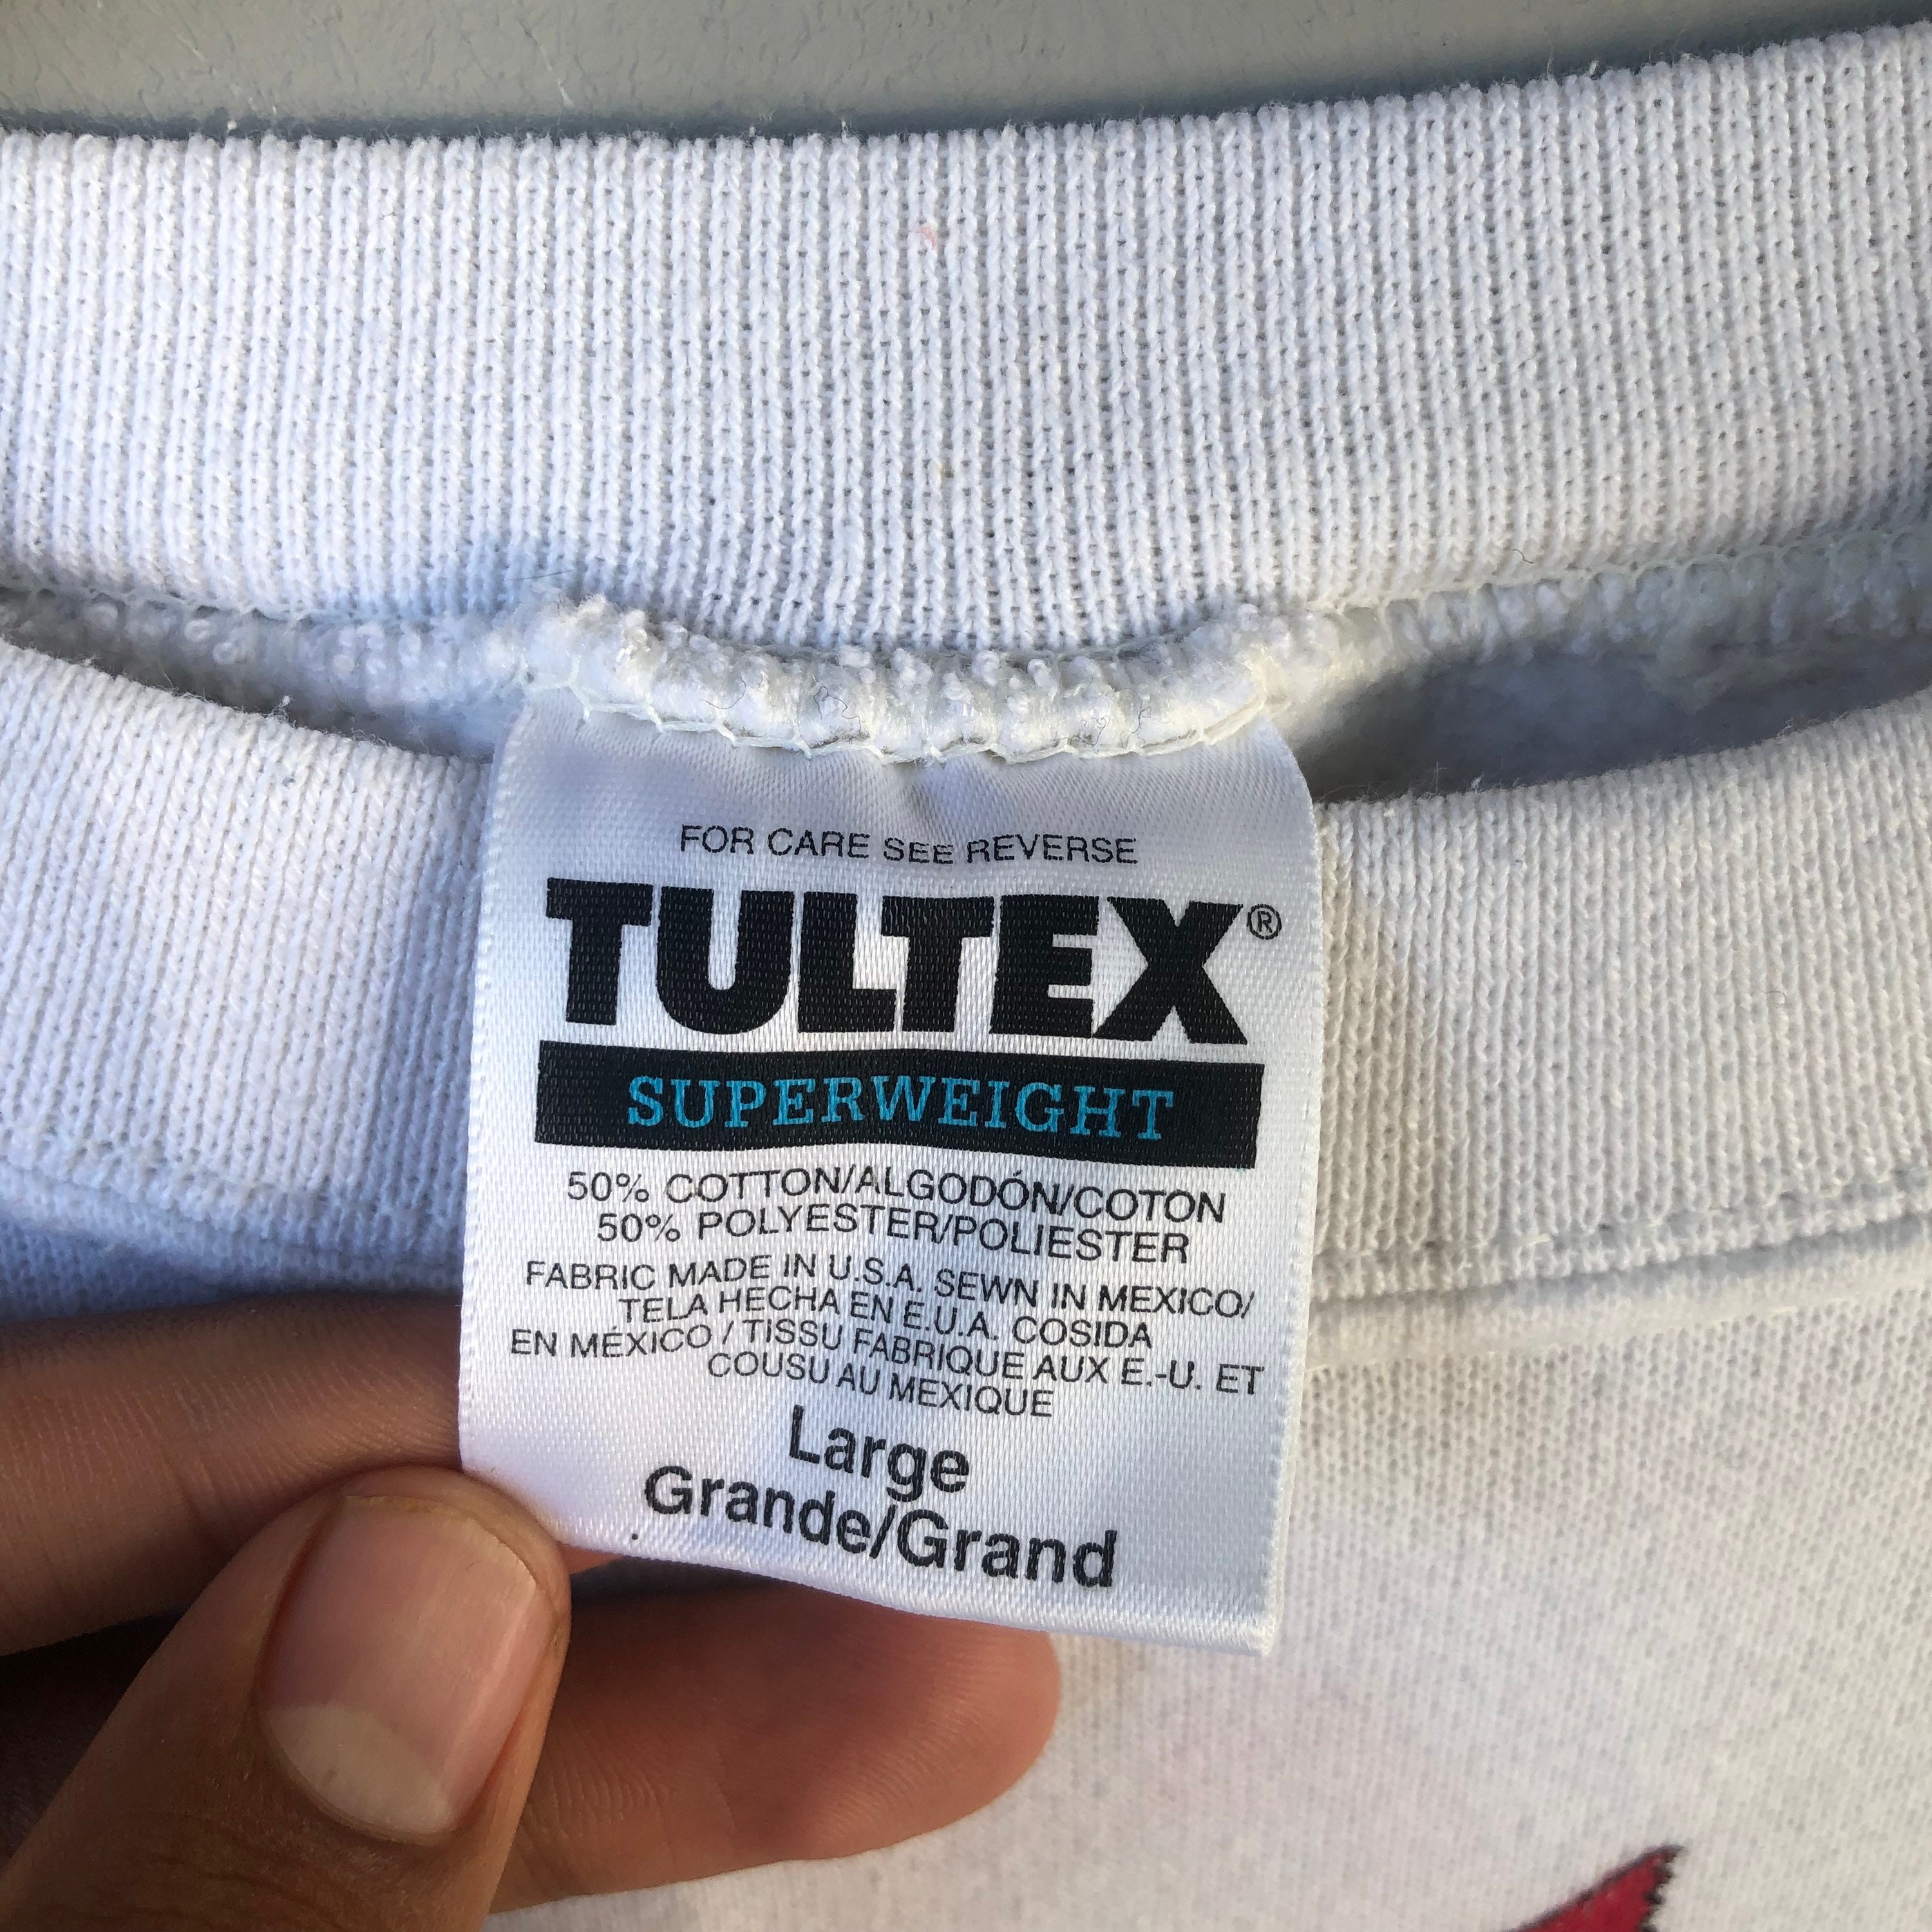 FOR CARE SEE REVERSE
TULTEX®
SUPERWEIGHT
50% COTTON/ALGODÓN/COTON
50% POLYESTER/POLIESTER
FABRIC MADE IN U.S.A. SEWN IN MEXICO/
TELA HECHA EN E.U.A. COSIDA
EN MÉXICO / TISSU FABRIQUE AUX E.-U. ET
COUSU AU MEXIQUE
Large
Grande/Grand